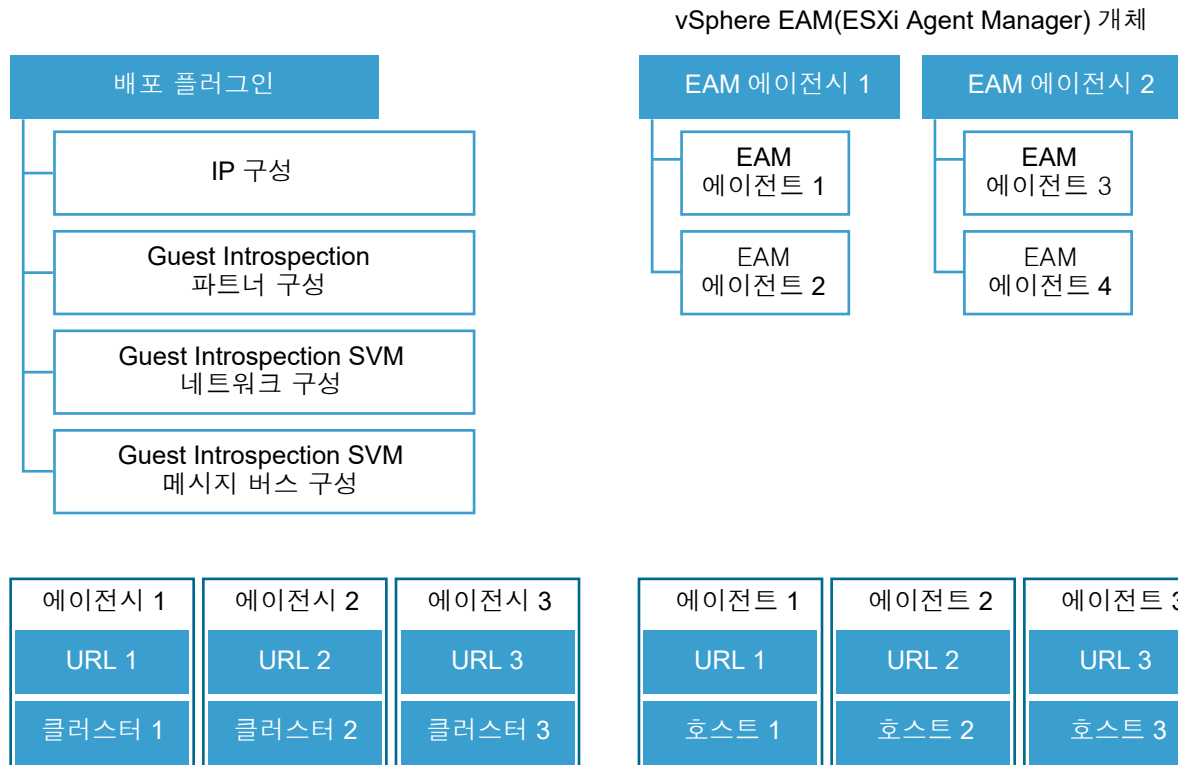 vSphere EAM(ESXi Agent Manager) 개체
배포 플러그인
IP 구성
Guest Introspection
파트너 구성
Guest Introspection SVM
네트워크 구성
Guest Introspection SVM
메시지 버스 구성
EAM 에이전시 1
EAM
에이전트 1
EAM
에이전트 2
EAM 에이전시 2
EAM
에이전트 3
EAM
에이전트 4
에이전시 1
URL 1
클러스터 1
에이전시 2
URL 2
클러스터 2
에이전시 3
URL 3
클러스터 3
에이전트 1
URL 1
호스트 1
에이전트 2
URL 2
호스트 2
에이전트 3
URL 3
호스트 3